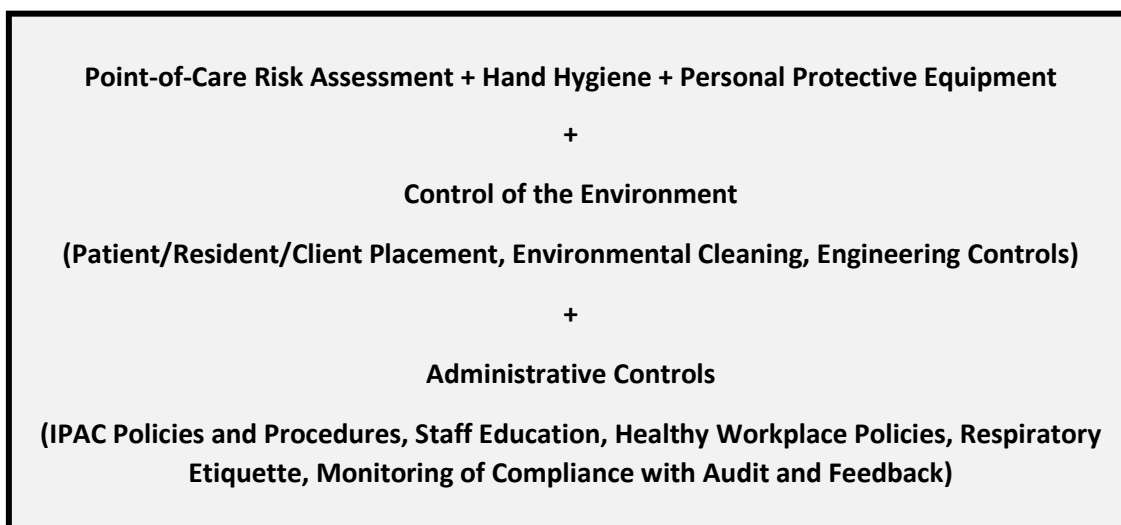 Point-of-Care Risk Assessment + Hand Hygiene + Personal Protective Equipment
+
Control of the Environment
(Patient/Resident/Client Placement, Environmental Cleaning, Engineering Controls)
+
Administrative Controls
(IPAC Policies and Procedures, Staff Education, Healthy Workplace Policies, Respiratory
Etiquette, Monitoring of Compliance with Audit and Feedback)